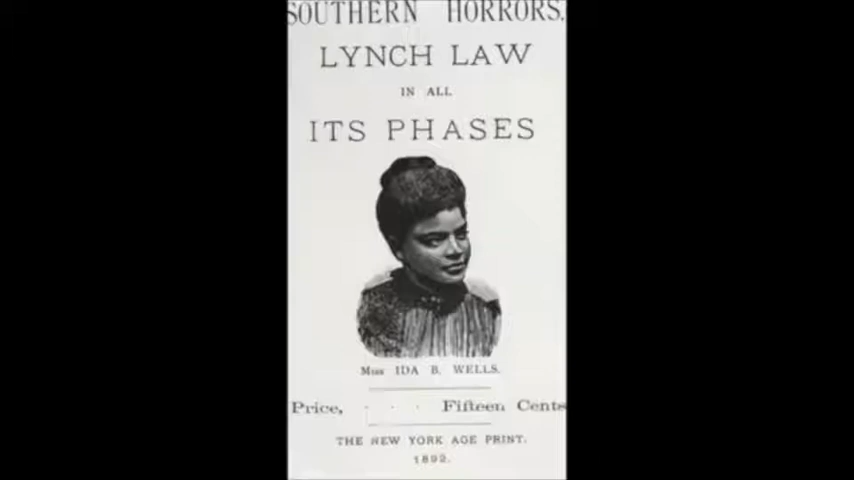 SOUTHERN HORRORS.
LYNCH LAW
IN ALL
ITS PHASES
Miss IDA B. WELLS.
Price, · · · Fifteen Cents
THE NEW YORK AGE PRINT.
1892.